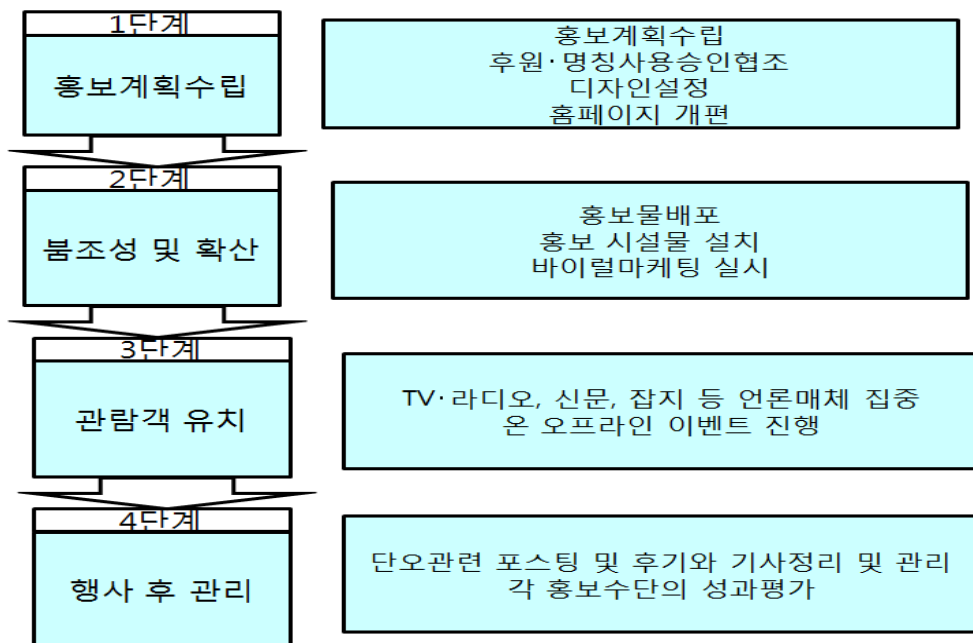 1단계
홍보계획수립
홍보계획수립
후원·명칭사용승인협조
디자인설정
홈페이지 개편
2단계
붐조성 및 확산
홍보물배포
홍보 시설물 설치
바이럴마케팅 실시
3단계
관람객 유치
TV·라디오, 신문, 잡지 등 언론매체 집중
온 오프라인 이벤트 진행
4단계
행사 후 관리
단오관련 포스팅 및 후기와 기사정리 및 관리
각 홍보수단의 성과평가